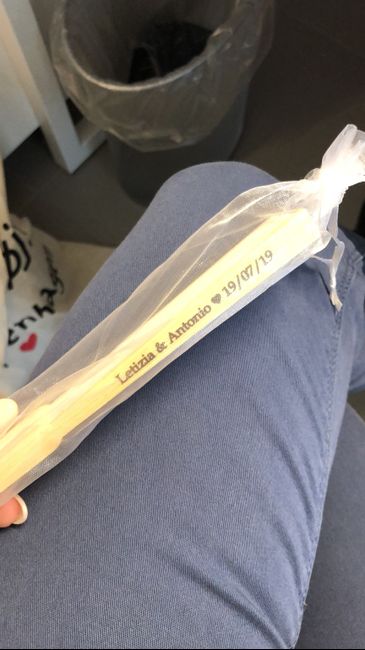 Letizia & Antonio ♥ 19/07/19